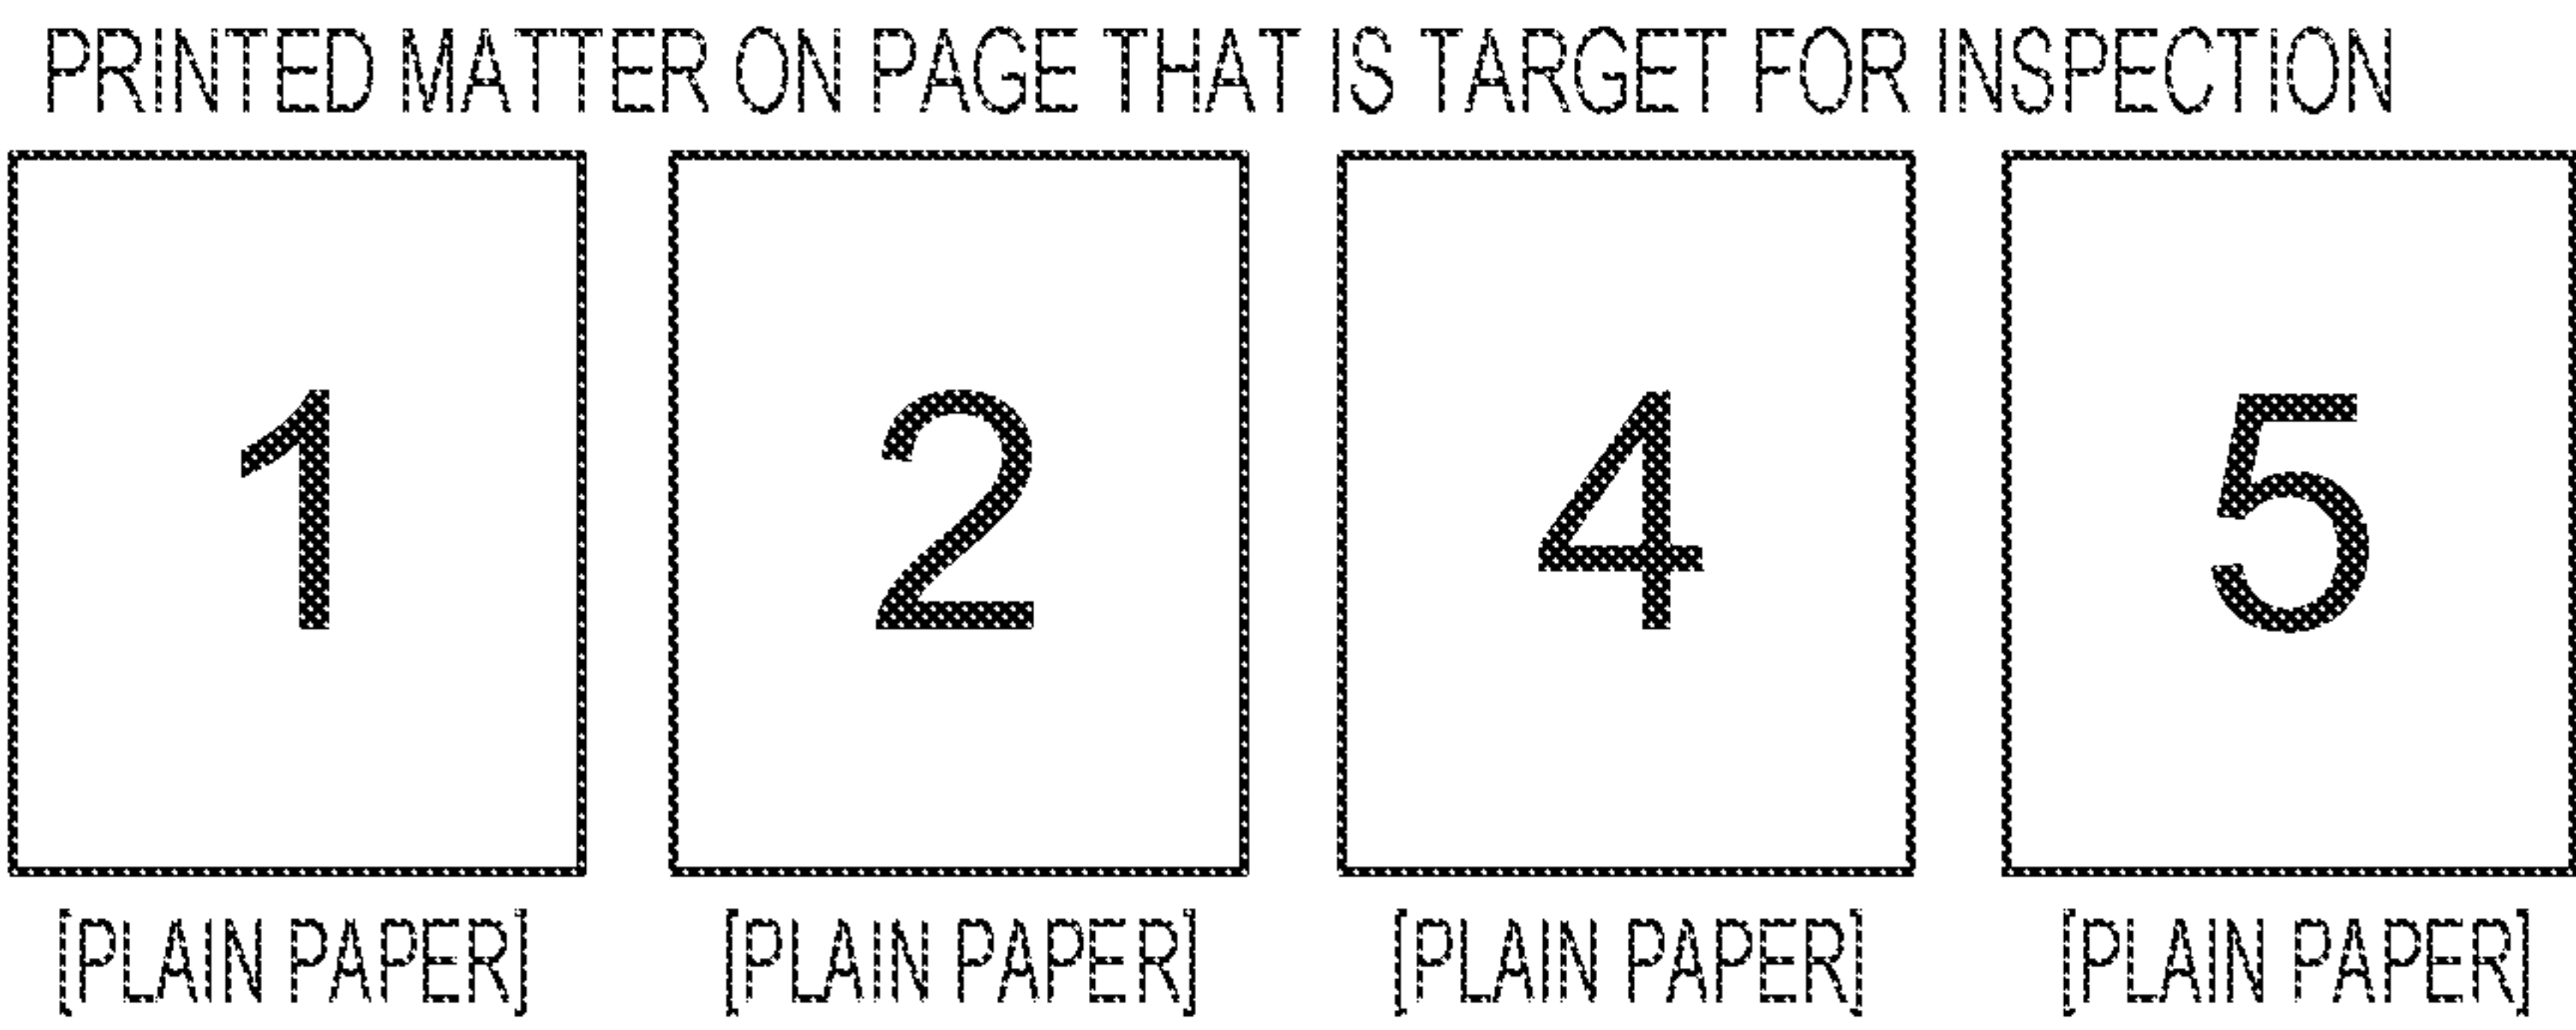 PRINTED MATTER ON PAGE THAT IS TARGET FOR INSPECTION
1 2 4 5
[PLAIN PAPER] [PLAIN PAPER] [PLAIN PAPER] [PLAIN PAPER]